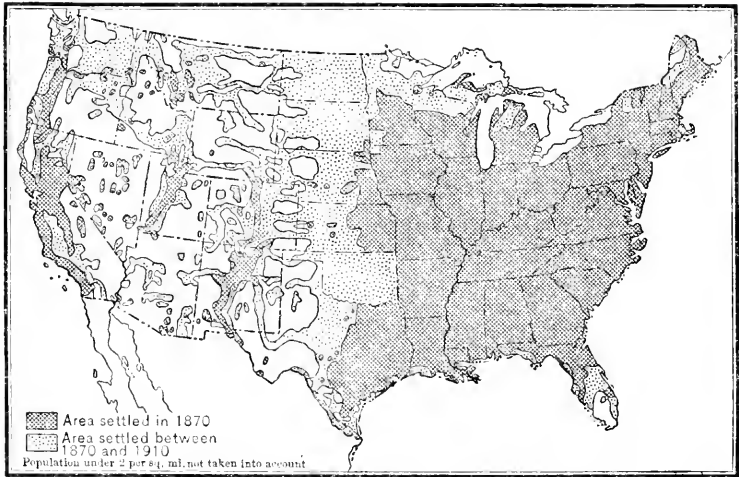 Area settled in 1870
Area settled between
1870 and 1910
Population under 2 per sq. mi. not taken into account